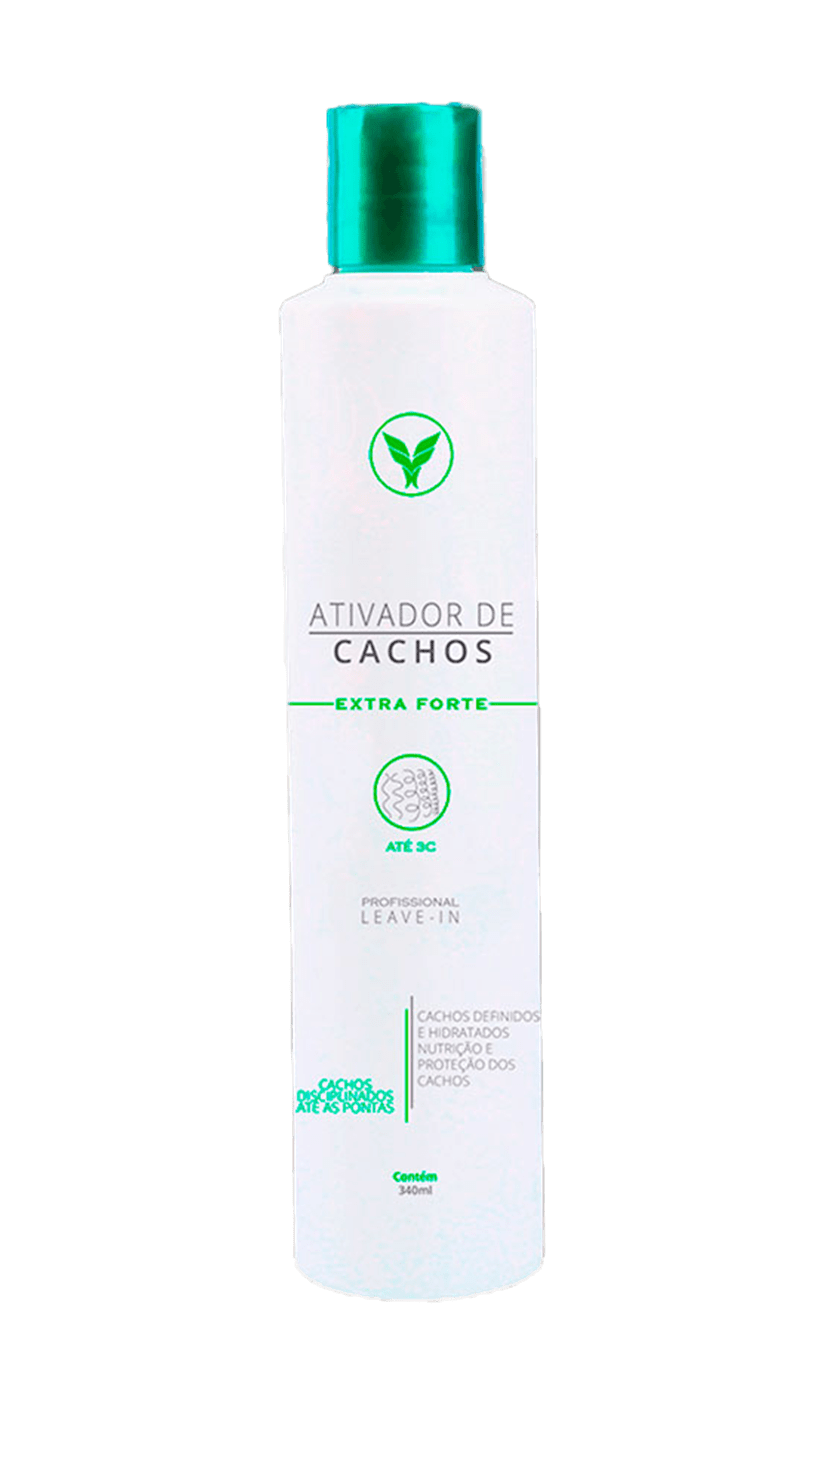 ATIVADOR DE
CACHOS
EXTRA FORTE
ATÉ 3C
PROFISSIONAL
LEAVE-IN
CACHOS DEFINIDOS
E HIDRATADOS
NUTRIÇÃO E
PROTEÇÃO DOS
CACHOS
CACHOS
DISCIPLINADOS
ATÉ AS PONTAS
Contém
340ml